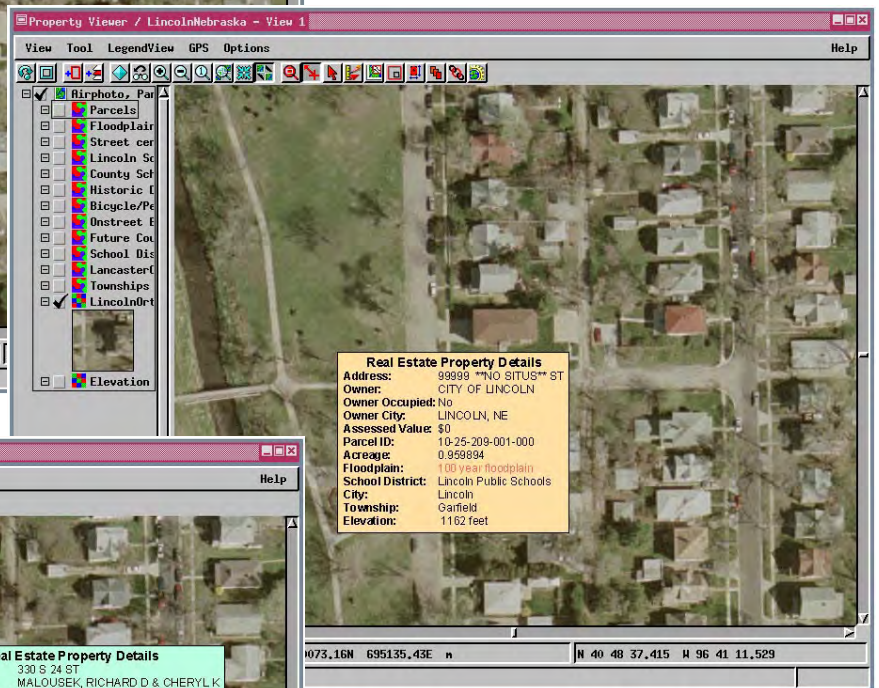 Property Viewer / LincolnNebraska - View 1
View Tool LegendView GPS Options Help
Airphoto, Par
Parcels
Floodplain
Street cen
Lincoln Sc
County Sch
Historic D
Bicycle/Pe
Onstreet B
Future Cou
School Dis
LancasterC
Townships
LincolnOrt
Elevation
Real Estate Property Details
Address: 99999 **NO SITUS** ST
Owner: CITY OF LINCOLN
Owner Occupied: No
Owner City: LINCOLN, NE
Assessed Value: $0
Parcel ID: 10-25-209-001-000
Acreage: 0.959894
Floodplain: 100 year floodplain
School District: Lincoln Public Schools
City: Lincoln
Township: Garfield
Elevation: 1162 feet
073.16N 695135.43E m
N 40 48 37.415 W 96 41 11.529
Help
al Estate Property Details
330 S 24 ST
MALOUSEK, RICHARD D & CHERYL K